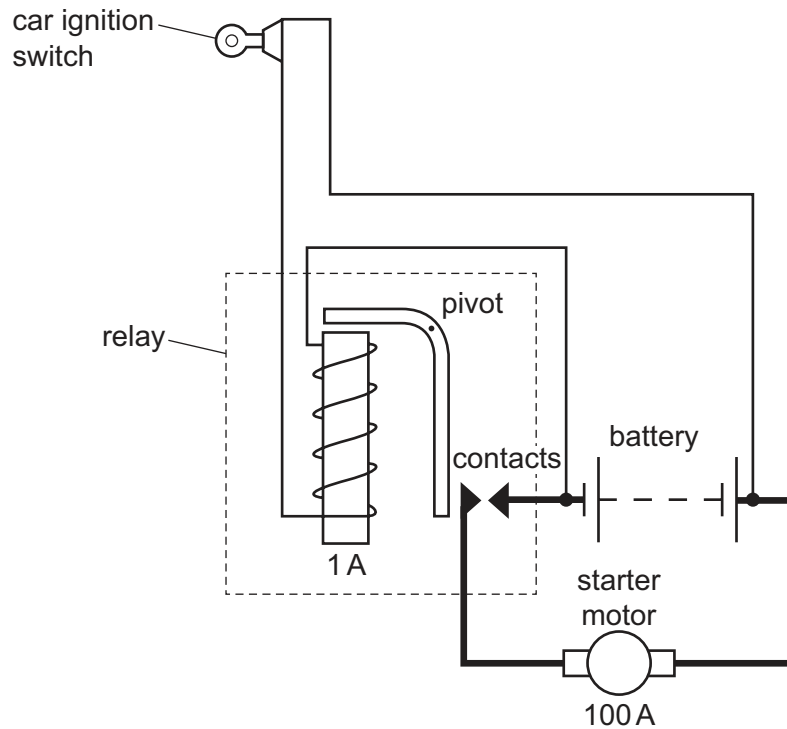 car ignition
switch
pivot
relay
contacts
battery
1 A
starter
motor
100 A